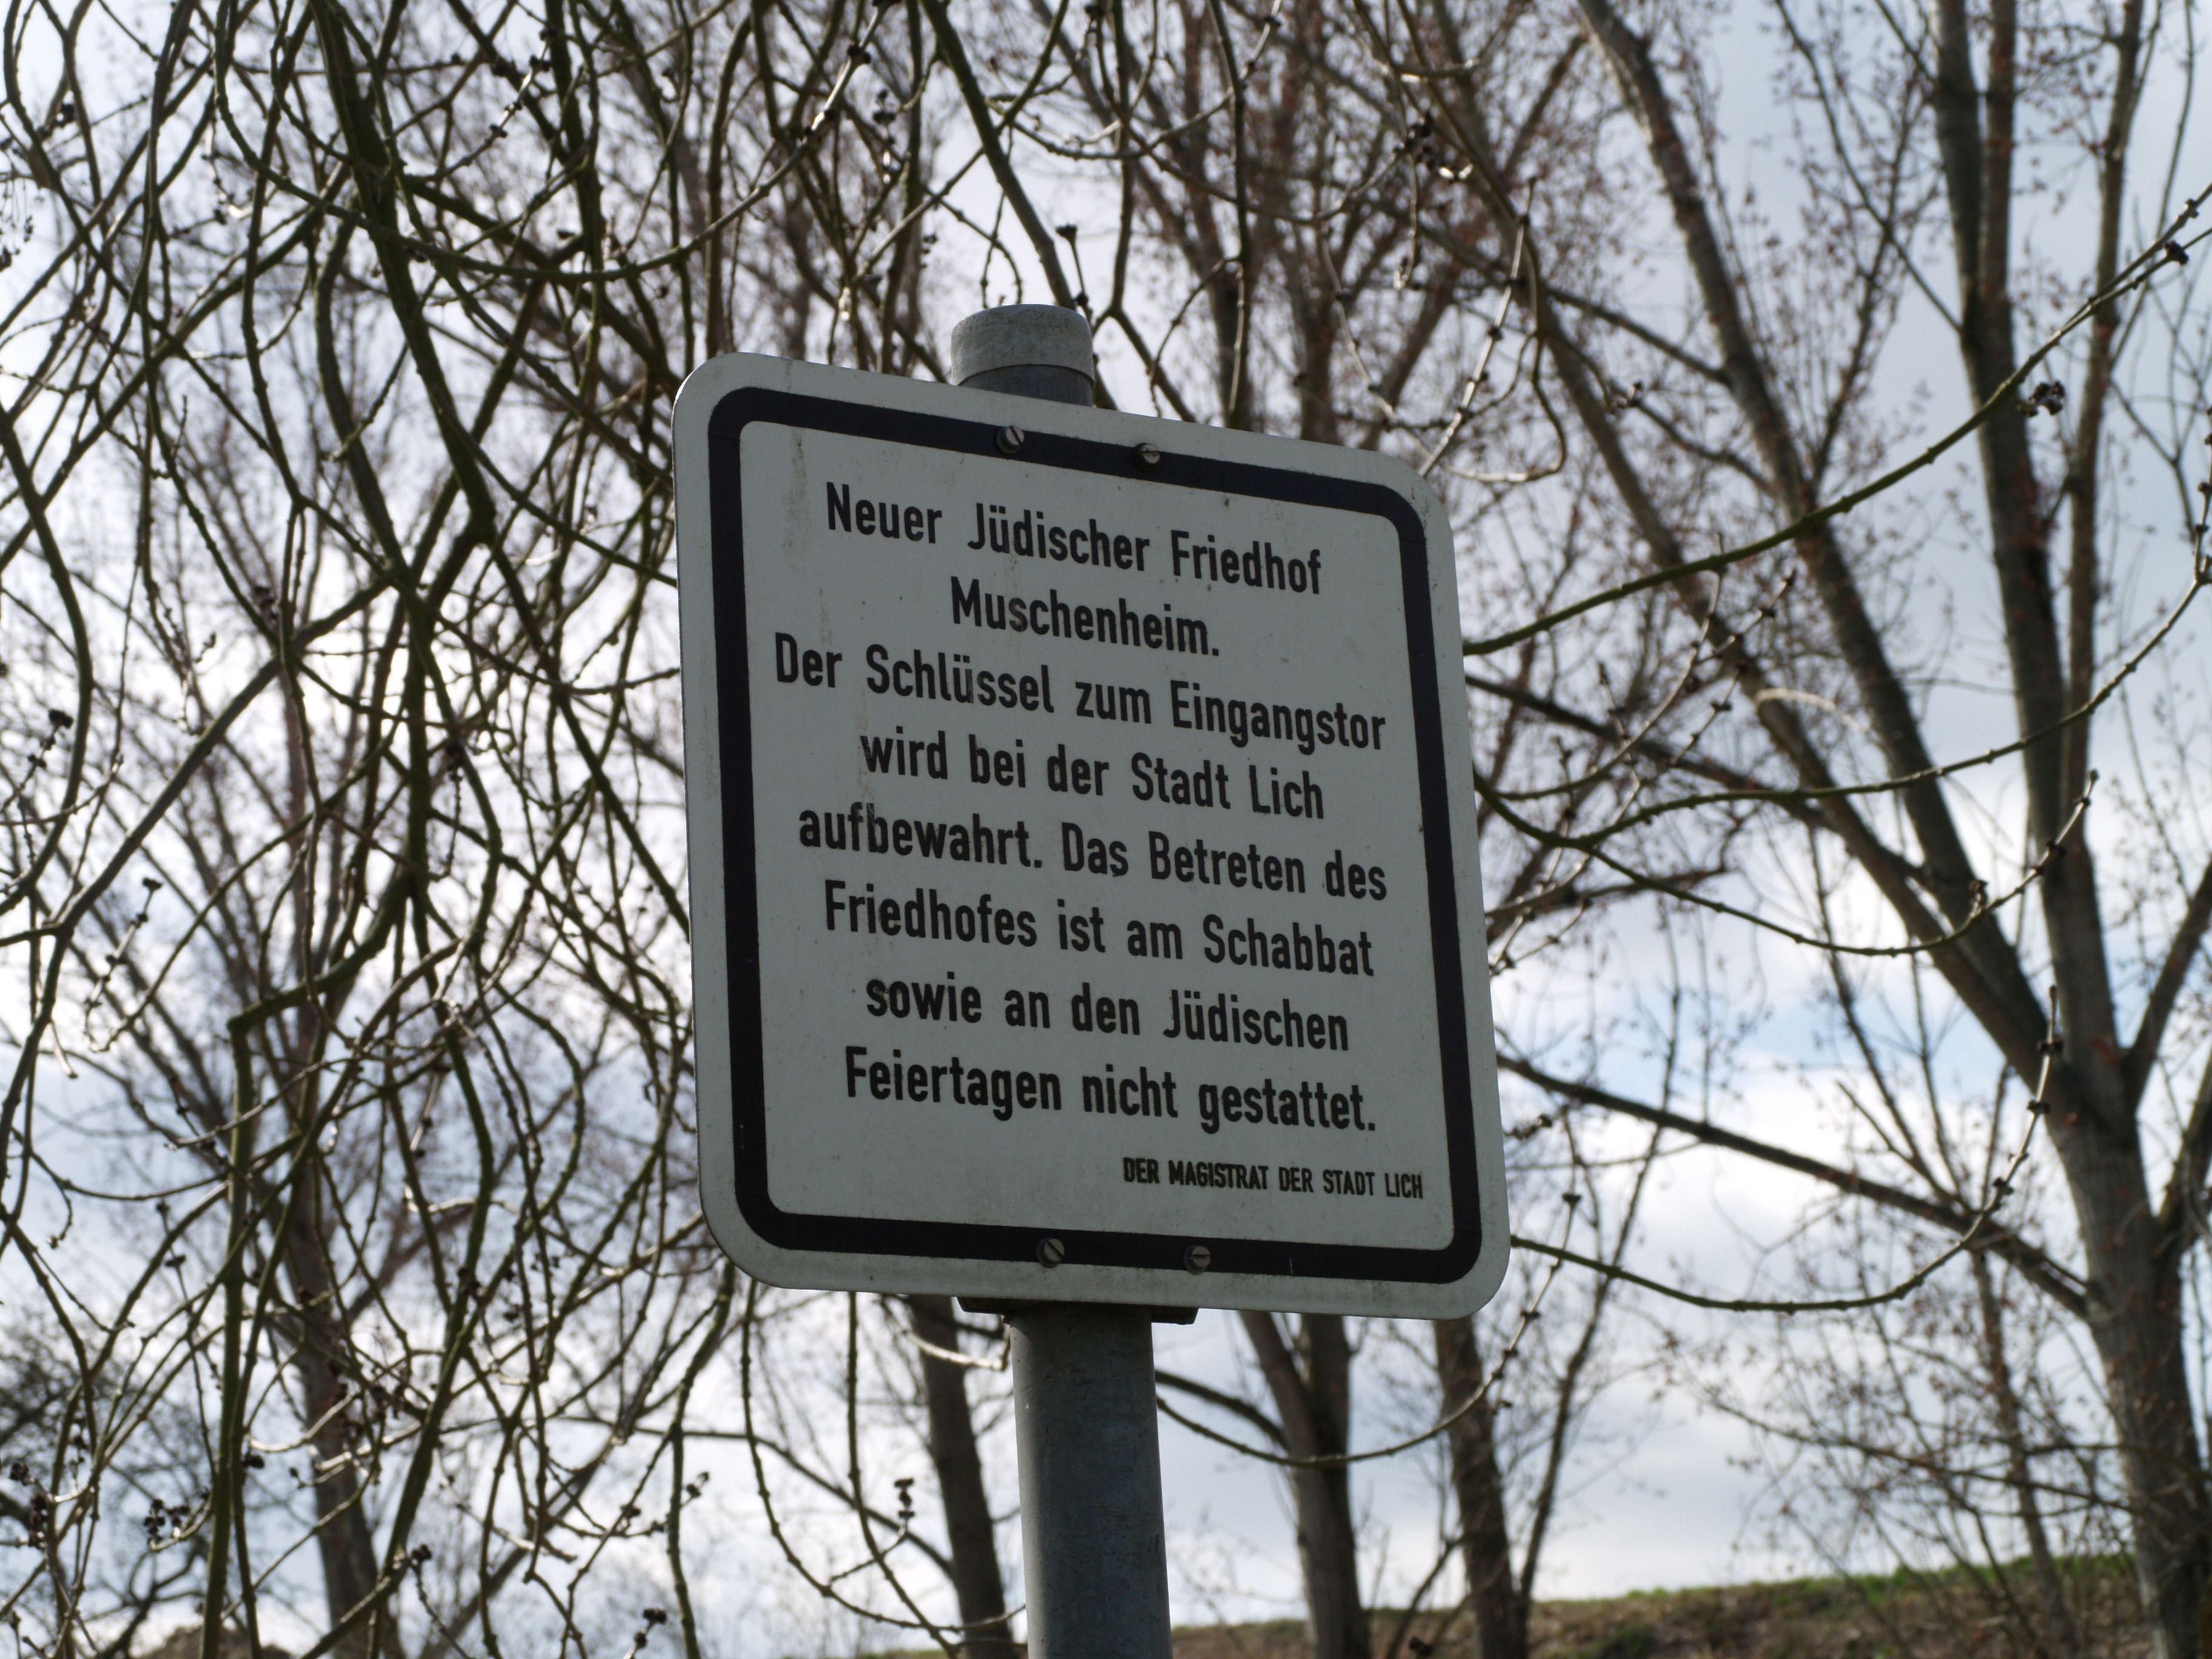 Neuer Jüdischer Friedhof
Muschenheim.
Der Schlüssel zum Eingangstor
wird bei der Stadt Lich
aufbewahrt. Das Betreten des
Friedhofes ist am Schabbat
sowie an den Jüdischen
Feiertagen nicht gestattet.
DER MAGISTRAT DER STADT LICH